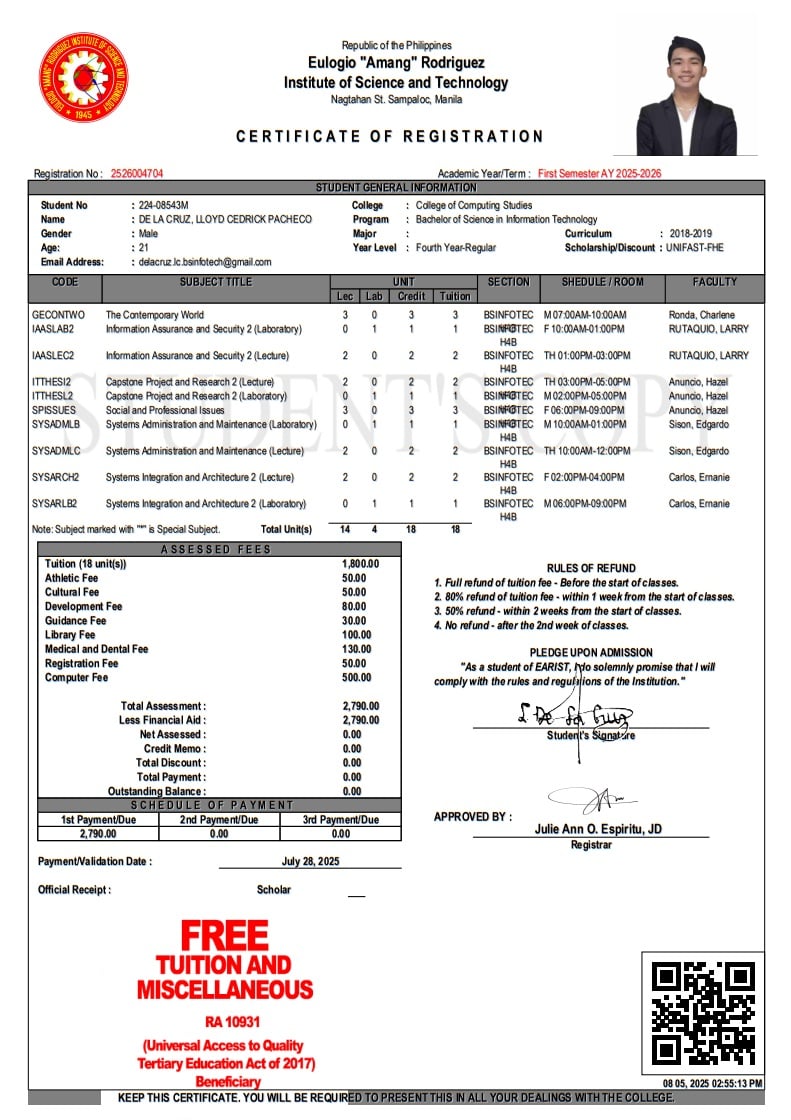 Republic of the Philippines
Eulogio "Amang" Rodriguez
Institute of Science and Technology
Nagtahan St. Sampaloc, Manila
CERTIFICATE OF REGISTRATION
EULOGIO "AMANG" RODRIGUEZ INSTITUTE OF SCIENCE AND TECHNOLOGY
1945
Registration No : 2526004704 Academic Year/Term : First Semester AY 2025-2026
STUDENT GENERAL INFORMATION
Student No : 224-08543M College : College of Computing Studies
Name : DE LA CRUZ, LLOYD CEDRICK PACHECO Program : Bachelor of Science in Information Technology
Gender : Male Major : Curriculum : 2018-2019
Age: : 21 Year Level : Fourth Year-Regular Scholarship/Discount : UNIFAST-FHE
Email Address: : delacruz.lc.bsinfotech@gmail.com
CODE SUBJECT TITLE UNIT SECTION SHEDULE / ROOM FACULTY
Lec Lab Credit Tuition
GECONTWO The Contemporary World 3 0 3 3 BSINFOTEC M 07:00AM-10:00AM Ronda, Charlene
IAASLAB2 Information Assurance and Security 2 (Laboratory) 0 1 1 1 BSINFOTEC F 10:00AM-01:00PM RUTAQUIO, LARRY
H4B
IAASLEC2 Information Assurance and Security 2 (Lecture) 2 0 2 2 BSINFOTEC TH 01:00PM-03:00PM RUTAQUIO, LARRY
H4B
ITTHESI2 Capstone Project and Research 2 (Lecture) 2 0 2 2 BSINFOTEC TH 03:00PM-05:00PM Anuncio, Hazel
ITTHESL2 Capstone Project and Research 2 (Laboratory) 0 1 1 1 BSINFOTEC M 02:00PM-05:00PM Anuncio, Hazel
SPISSUES Social and Professional Issues 3 0 3 3 BSINFOTEC F 06:00PM-09:00PM Anuncio, Hazel
SYSADMLB Systems Administration and Maintenance (Laboratory) 0 1 1 1 BSINFOTEC M 10:00AM-01:00PM Sison, Edgardo
H4B
SYSADMLC Systems Administration and Maintenance (Lecture) 2 0 2 2 BSINFOTEC TH 10:00AM-12:00PM Sison, Edgardo
H4B
SYSARCH2 Systems Integration and Architecture 2 (Lecture) 2 0 2 2 BSINFOTEC F 02:00PM-04:00PM Carlos, Ernanie
H4B
SYSARLB2 Systems Integration and Architecture 2 (Laboratory) 0 1 1 1 BSINFOTEC M 06:00PM-09:00PM Carlos, Ernanie
H4B
STUDENT'S COPY
Note: Subject marked with "*" is Special Subject. Total Unit(s) 14 4 18 18
ASSESSED FEES
Tuition (18 unit(s)) 1,800.00
Athletic Fee 50.00
Cultural Fee 50.00
Development Fee 80.00
Guidance Fee 30.00
Library Fee 100.00
Medical and Dental Fee 130.00
Registration Fee 50.00
Computer Fee 500.00
Total Assessment : 2,790.00
Less Financial Aid : 2,790.00
Net Assessed : 0.00
Credit Memo : 0.00
Total Discount : 0.00
Total Payment : 0.00
Outstanding Balance : 0.00
SCHEDULE OF PAYMENT
1st Payment/Due 2nd Payment/Due 3rd Payment/Due
2,790.00 0.00 0.00
Payment/Validation Date : July 28, 2025
Official Receipt : Scholar
RULES OF REFUND
1. Full refund of tuition fee - Before the start of classes.
2. 80% refund of tuition fee - within 1 week from the start of classes.
3. 50% refund - within 2 weeks from the start of classes.
4. No refund - after the 2nd week of classes.
PLEDGE UPON ADMISSION
"As a student of EARIST, I do solemnly promise that I will
comply with the rules and regulations of the Institution."
L De La Cruz
Student's Signature
APPROVED BY :
Julie Ann O. Espiritu, JD
Registrar
FREE
TUITION AND
MISCELLANEOUS
RA 10931
(Universal Access to Quality
Tertiary Education Act of 2017)
Beneficiary
08 05, 2025 02:55:13 PM
KEEP THIS CERTIFICATE. YOU WILL BE REQUIRED TO PRESENT THIS IN ALL YOUR DEALINGS WITH THE COLLEGE.